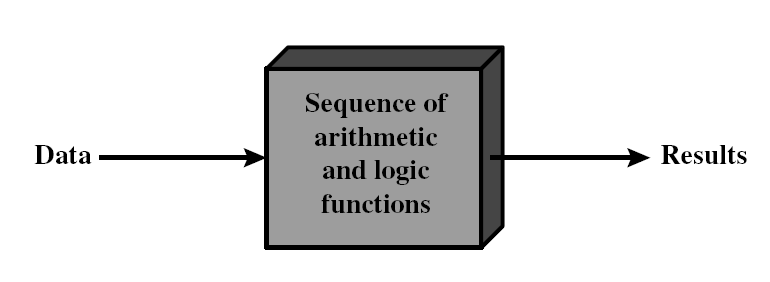 Data
Sequence of
arithmetic
and logic
functions
Results